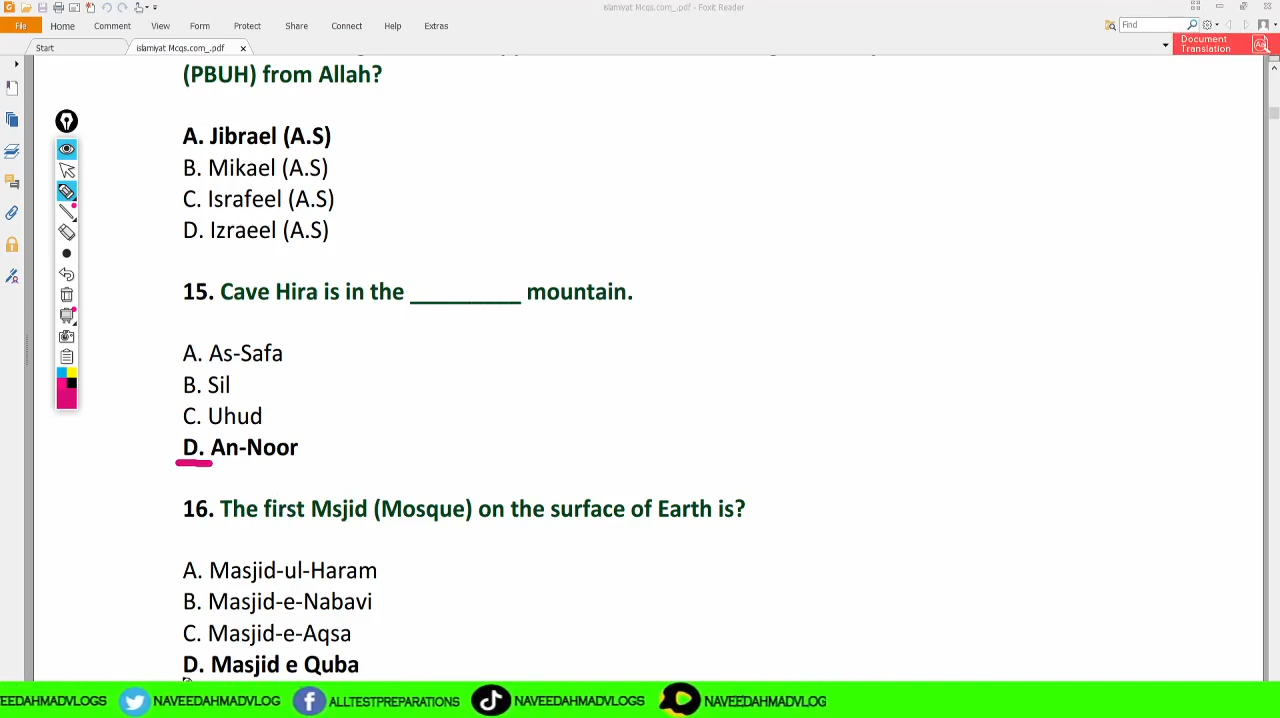 islamiyat Mcqs.com_.pdf - Foxit Reader
File Home Comment View Form Protect Share Connect Help Extras
Find
Start islamiyat Mcqs.com_.pdf
Document
Translation
(PBUH) from Allah?
A. Jibrael (A.S)
B. Mikael (A.S)
C. Israfeel (A.S)
D. Izraeel (A.S)
15. Cave Hira is in the __________ mountain.
A. As-Safa
B. Sil
C. Uhud
D. An-Noor
16. The first Msjid (Mosque) on the surface of Earth is?
A. Masjid-ul-Haram
B. Masjid-e-Nabavi
C. Masjid-e-Aqsa
D. Masjid e Quba
EEDAHMADVLOGS NAVEEDAHMADVLOG ALLTESTPREPARATIONS NAVEEDAHMADVLOGS NAVEEDAHMADVLOG